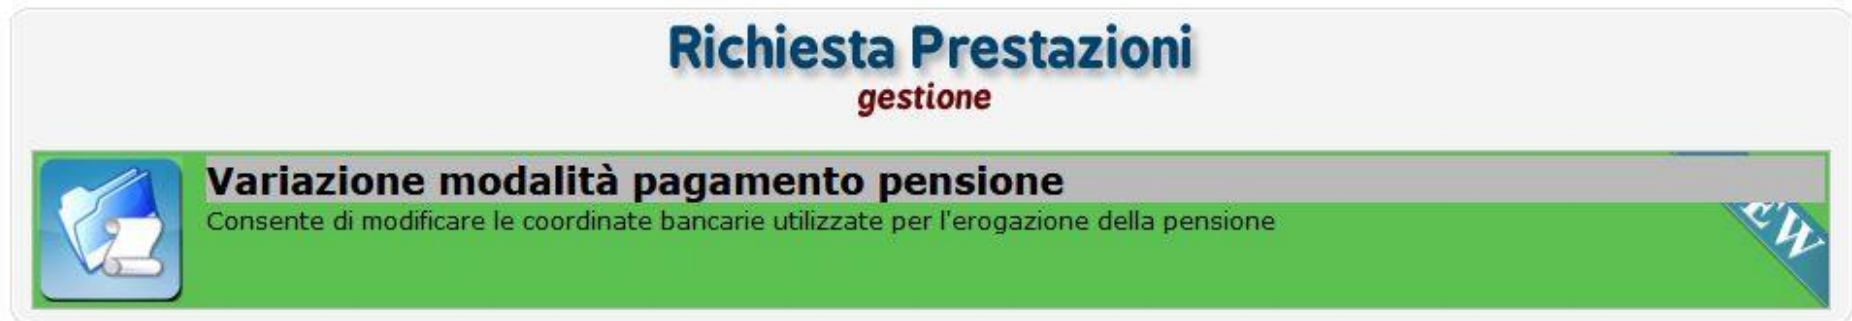 Richiesta Prestazioni
gestione
Variazione modalità pagamento pensione
Consente di modificare le coordinate bancarie utilizzate per l'erogazione della pensione